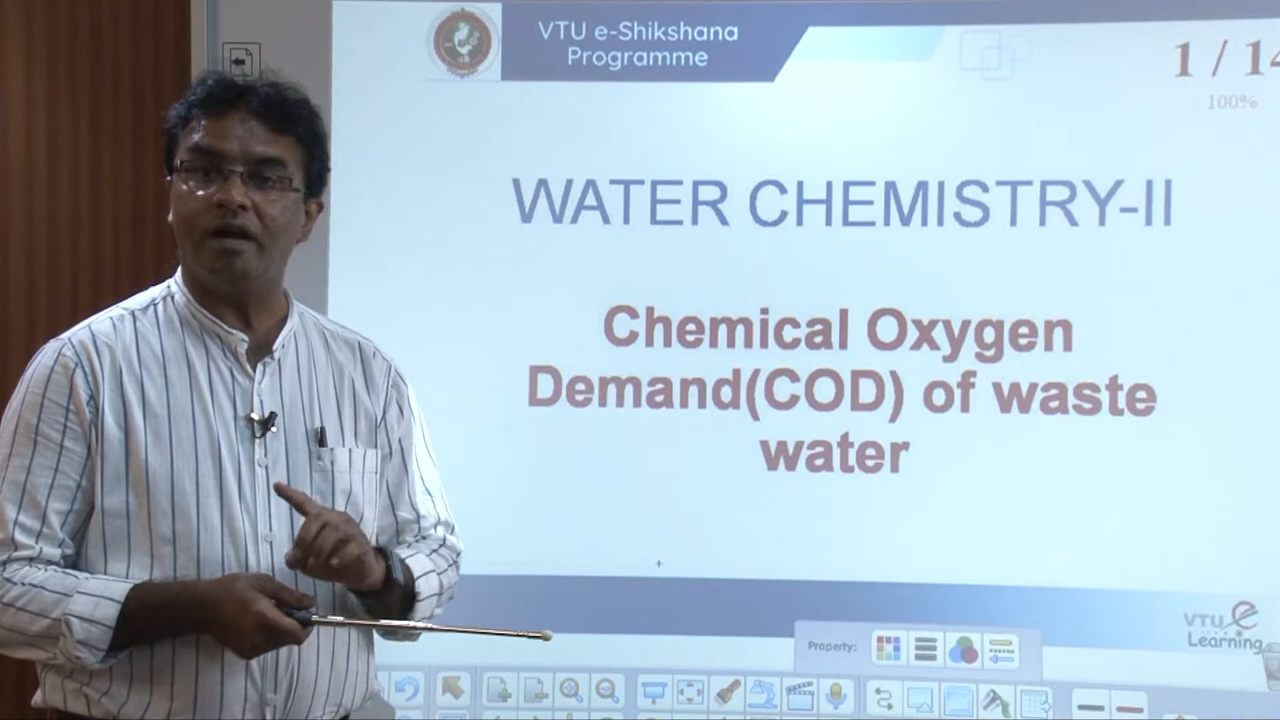 VTU e-Shikshana
Programme
1 / 14
100%
WATER CHEMISTRY-II
Chemical Oxygen
Demand(COD) of waste
water
VTU
Learning
Property: